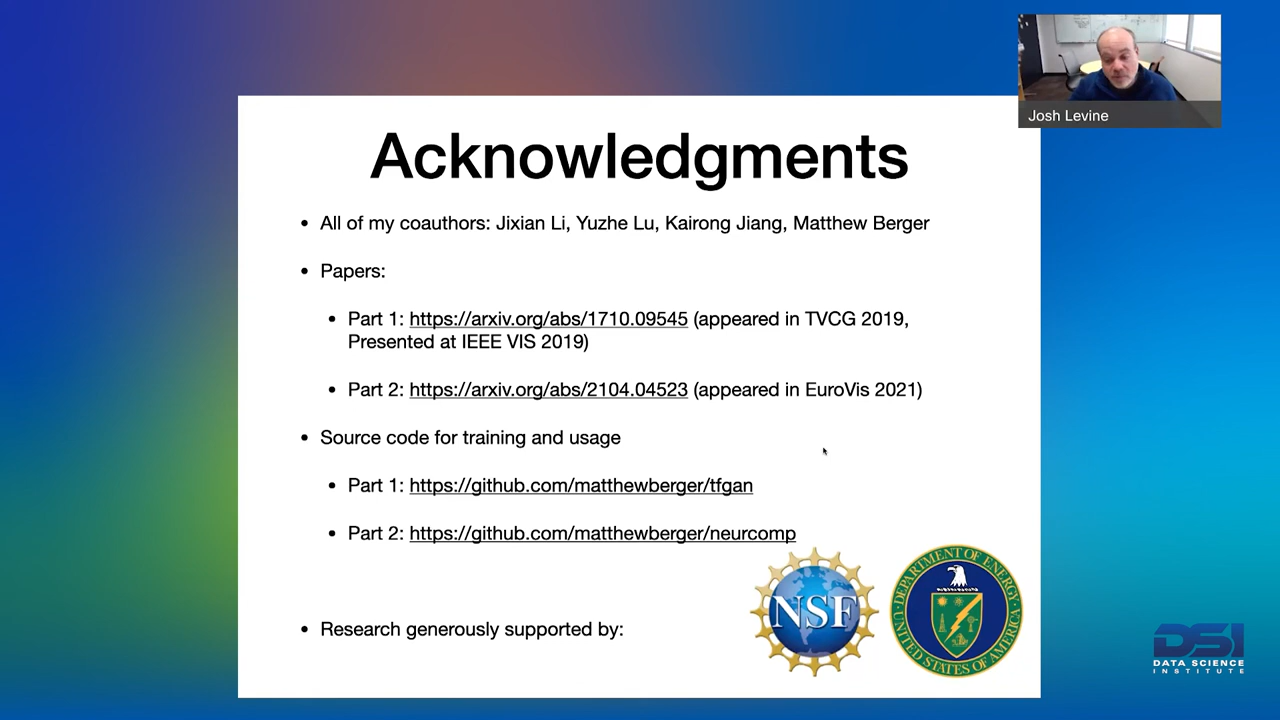 Josh Levine
Acknowledgments
• All of my coauthors: Jixian Li, Yuzhe Lu, Kairong Jiang, Matthew Berger
• Papers:
• Part 1: https://arxiv.org/abs/1710.09545 (appeared in TVCG 2019,
Presented at IEEE VIS 2019)
• Part 2: https://arxiv.org/abs/2104.04523 (appeared in EuroVis 2021)
• Source code for training and usage
• Part 1: https://github.com/matthewberger/tfgan
• Part 2: https://github.com/matthewberger/neurcomp
• Research generously supported by:
NSF
DEPARTMENT OF ENERGY
UNITED STATES OF AMERICA
DSI
DATA SCIENCE
INSTITUTE